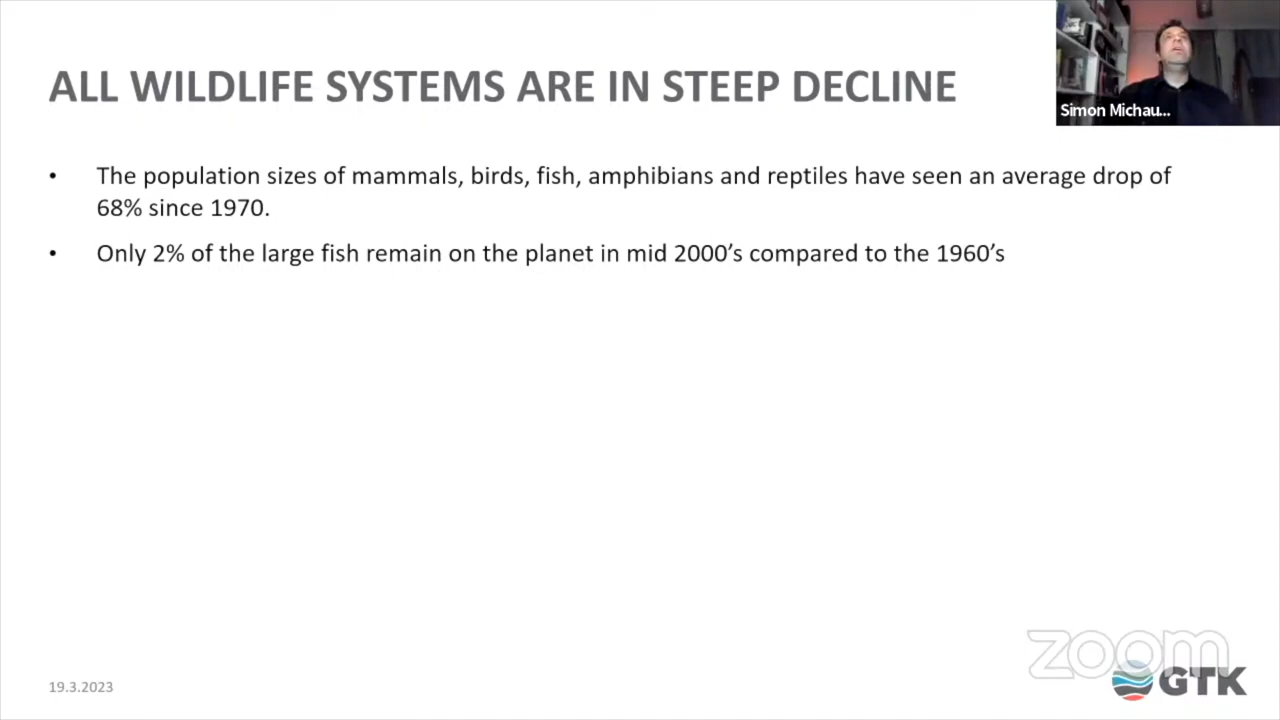 ALL WILDLIFE SYSTEMS ARE IN STEEP DECLINE
Simon Michau...
• The population sizes of mammals, birds, fish, amphibians and reptiles have seen an average drop of
68% since 1970.
• Only 2% of the large fish remain on the planet in mid 2000’s compared to the 1960’s
zoom
19.3.2023
GTK